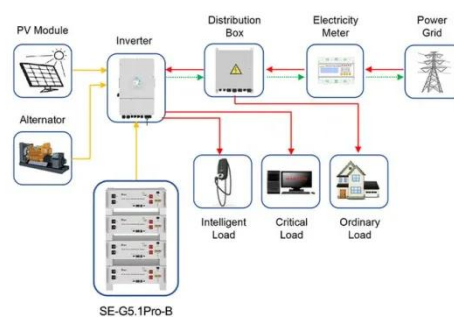 PV Module
Inverter
Distribution
Box
Electricity
Meter
Power
Grid
Alternator
Intelligent
Load
Critical
Load
Ordinary
Load
SE-G5.1Pro-B